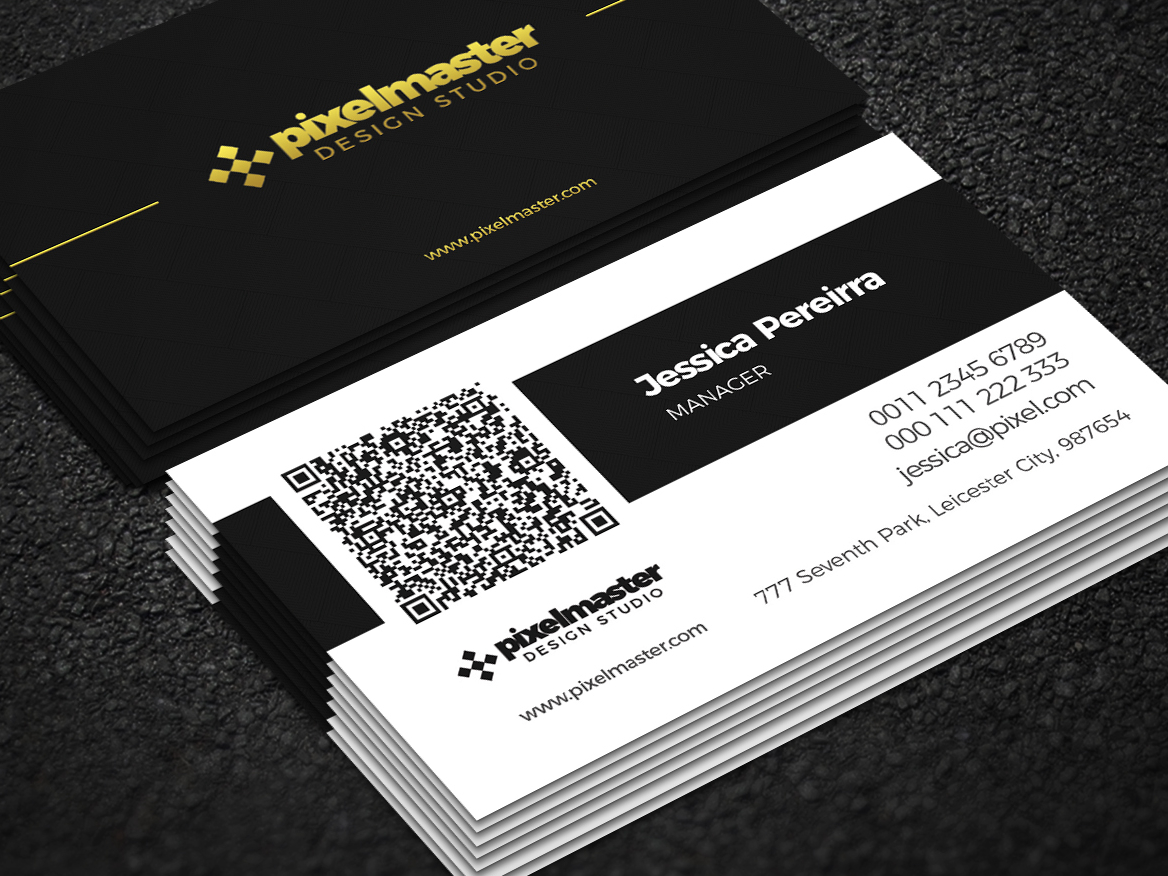 pixelmaster
DESIGN STUDIO
www.pixelmaster.com
Jessica Pereirra
MANAGER
0011 2345 6789
000 111 222 333
jessica@pixel.com
777 Seventh Park, Leicester City, 987654
pixelmaster
DESIGN STUDIO
www.pixelmaster.com